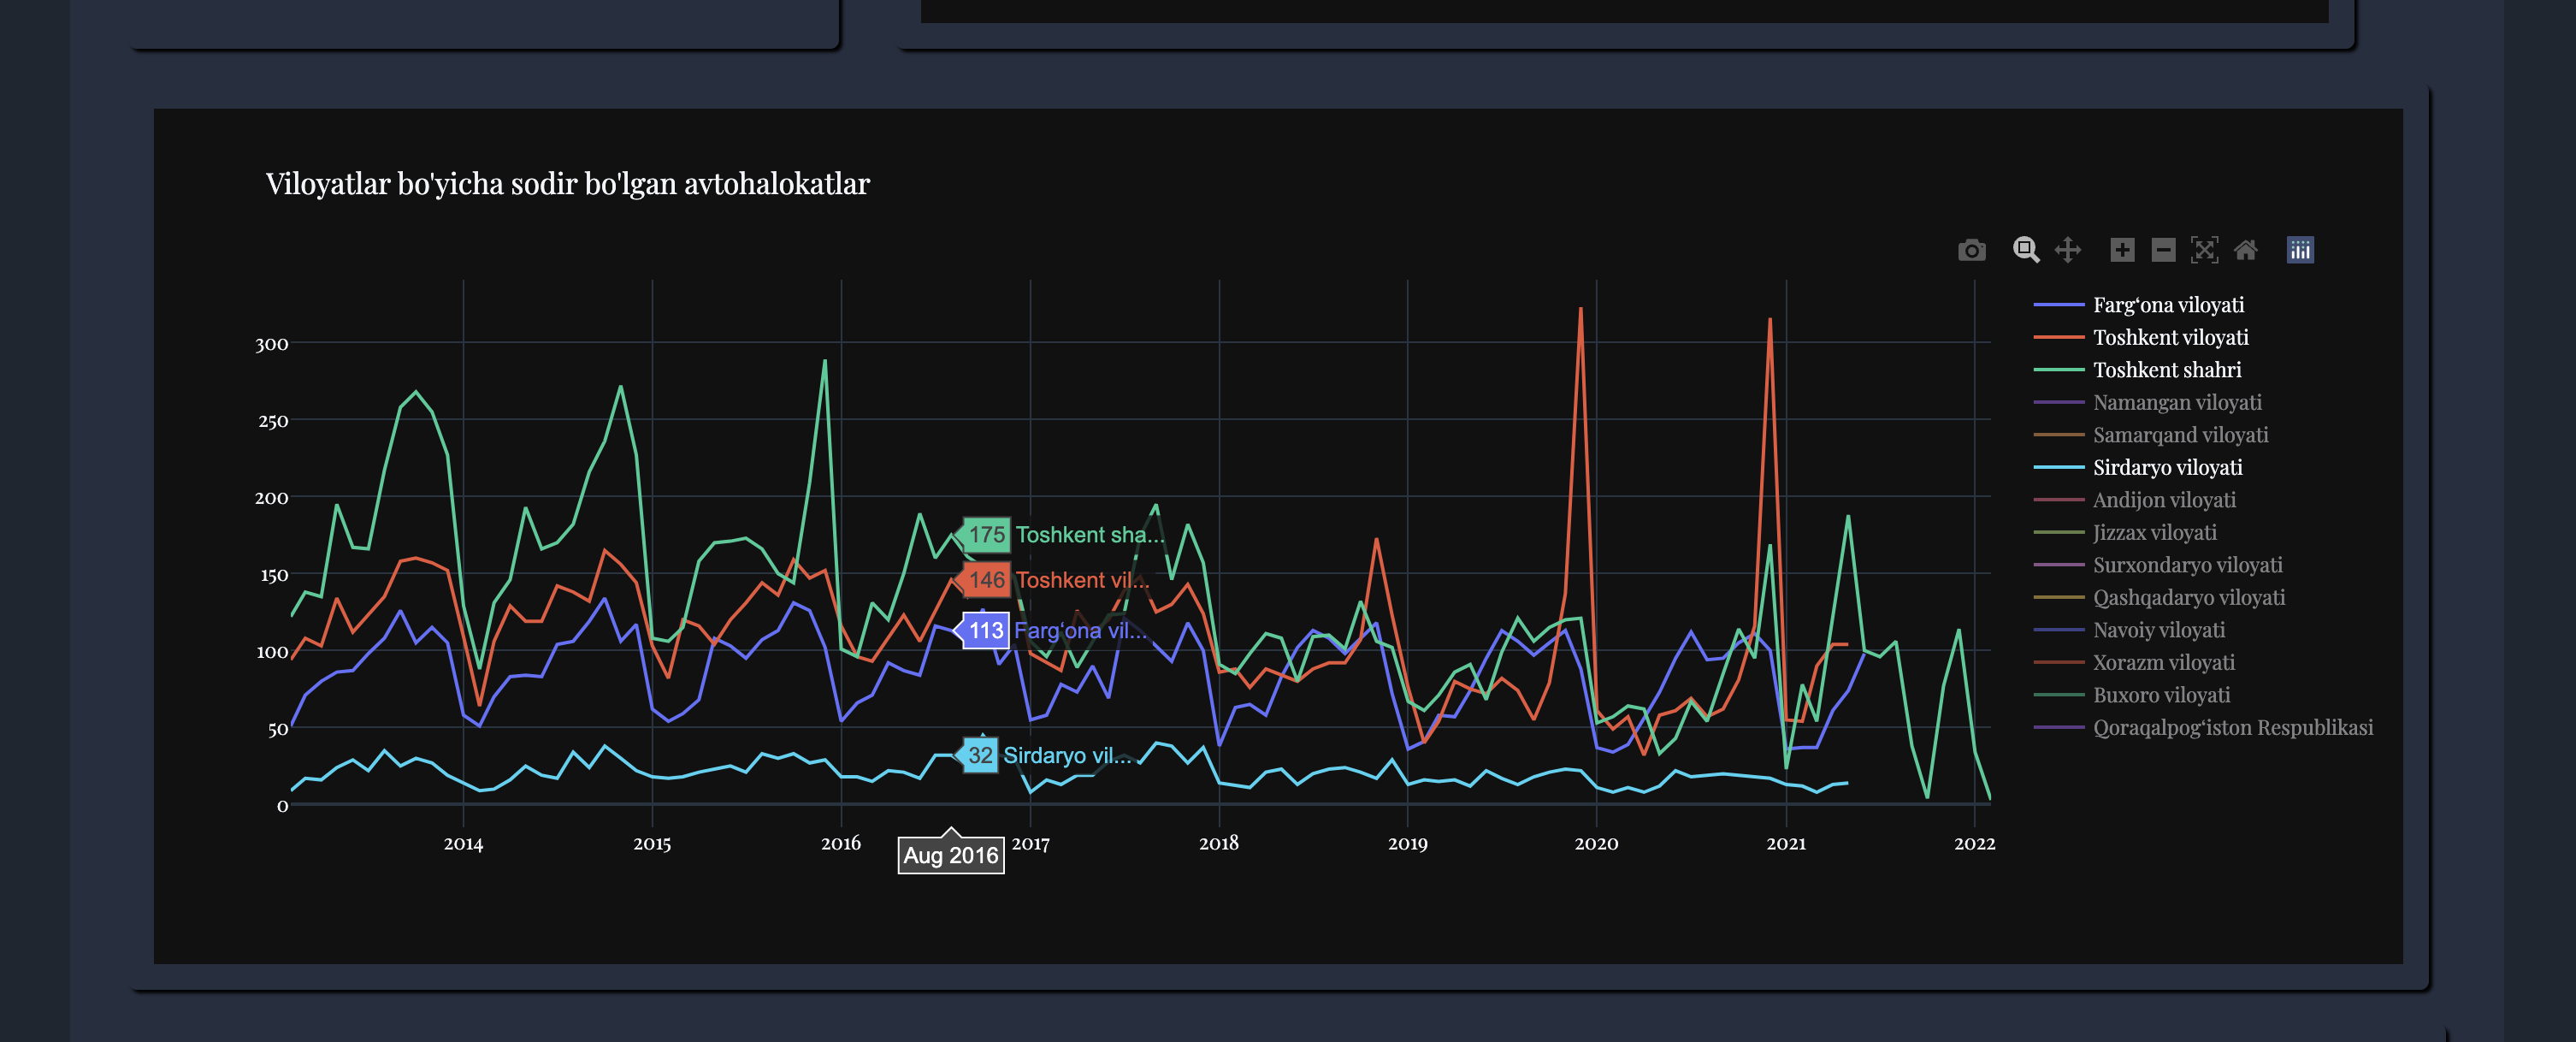 Viloyatlar bo'yicha sodir bo'lgan avtohalokatlar
Farg‘ona viloyati
Toshkent viloyati
Toshkent shahri
Namangan viloyati
Samarqand viloyati
Sirdaryo viloyati
Andijon viloyati
Jizzax viloyati
Surxondaryo viloyati
Qashqadaryo viloyati
Navoiy viloyati
Xorazm viloyati
Buxoro viloyati
Qoraqalpog‘iston Respublikasi
300
250
200
150
100
50
0
175 Toshkent sha...
146 Toshkent vil...
113 Farg‘ona vil...
32 Sirdaryo vil...
2014 2015 2016 2017 2018 2019 2020 2021 2022
Aug 2016